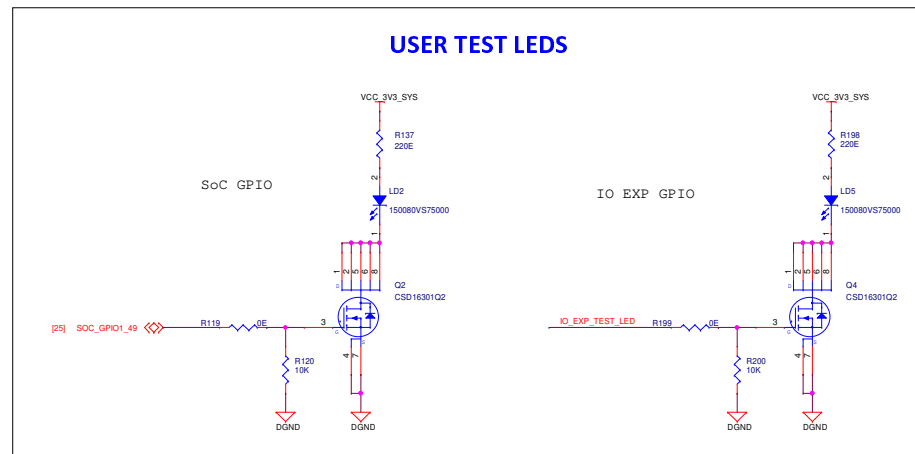 USER TEST LEDS
VCC_3V3_SYS
R137
220E
2
SoC GPIO
LD2
150080VS75000
1
1
2
5
6
8
D
Q2
CSD16301Q2
[25] SOC_GPIO1_49
R119
0E
3
G
S
4
7
R120
10K
DGND
DGND
VCC_3V3_SYS
R198
220E
2
IO EXP GPIO
LD5
150080VS75000
1
1
2
5
6
8
D
Q4
CSD16301Q2
IO_EXP_TEST_LED
R199
0E
3
G
S
4
7
R200
10K
DGND
DGND